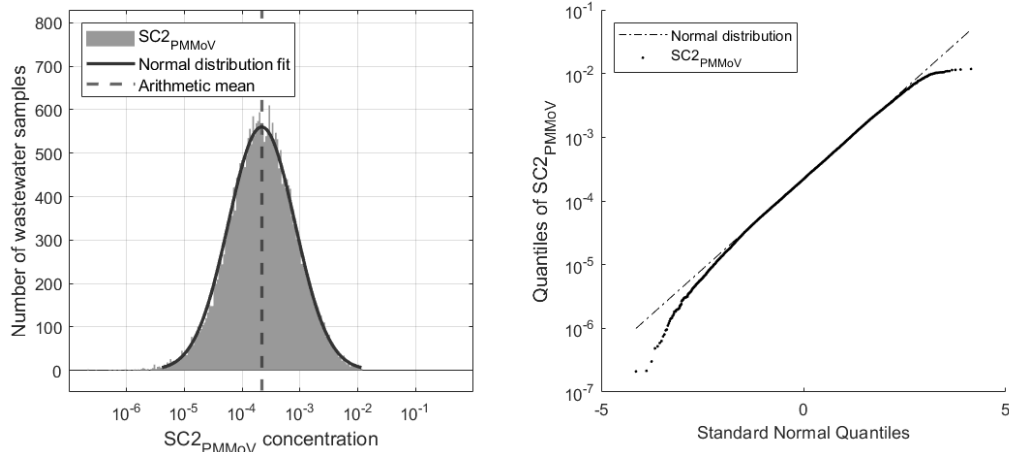 800
700
600
500
400
300
200
100
0
Number of wastewater samples
SC2PMMoV
Normal distribution fit
Arithmetic mean
10-6
10-5
10-4
10-3
10-2
10-1
SC2PMMoV concentration
10-1
10-2
10-3
10-4
10-5
10-6
10-7
Quantiles of SC2PMMoV
Normal distribution
SC2PMMoV
-5
0
5
Standard Normal Quantiles